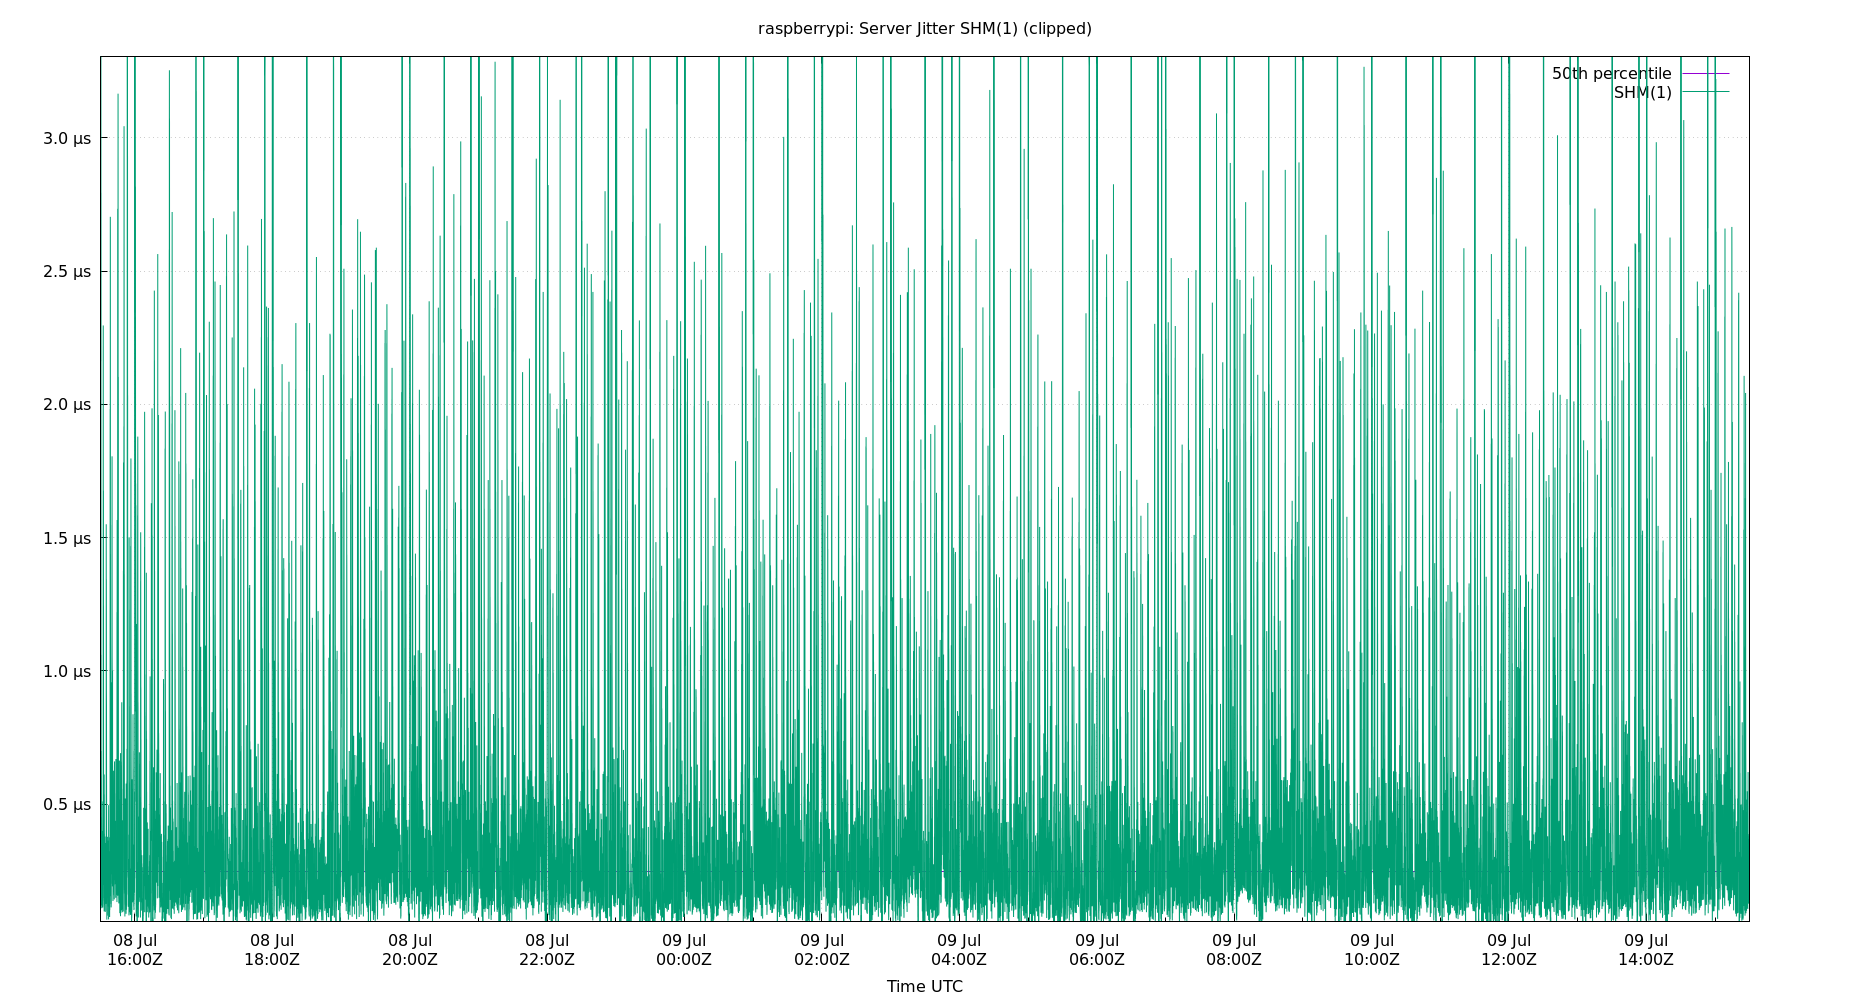 raspberrypi: Server Jitter SHM(1) (clipped)
50th percentile
SHM(1)
3.0 µs
2.5 µs
2.0 µs
1.5 µs
1.0 µs
0.5 µs
08 Jul 08 Jul 08 Jul 08 Jul 09 Jul 09 Jul 09 Jul 09 Jul 09 Jul 09 Jul 09 Jul 09 Jul
16:00Z 18:00Z 20:00Z 22:00Z 00:00Z 02:00Z 04:00Z 06:00Z 08:00Z 10:00Z 12:00Z 14:00Z
Time UTC